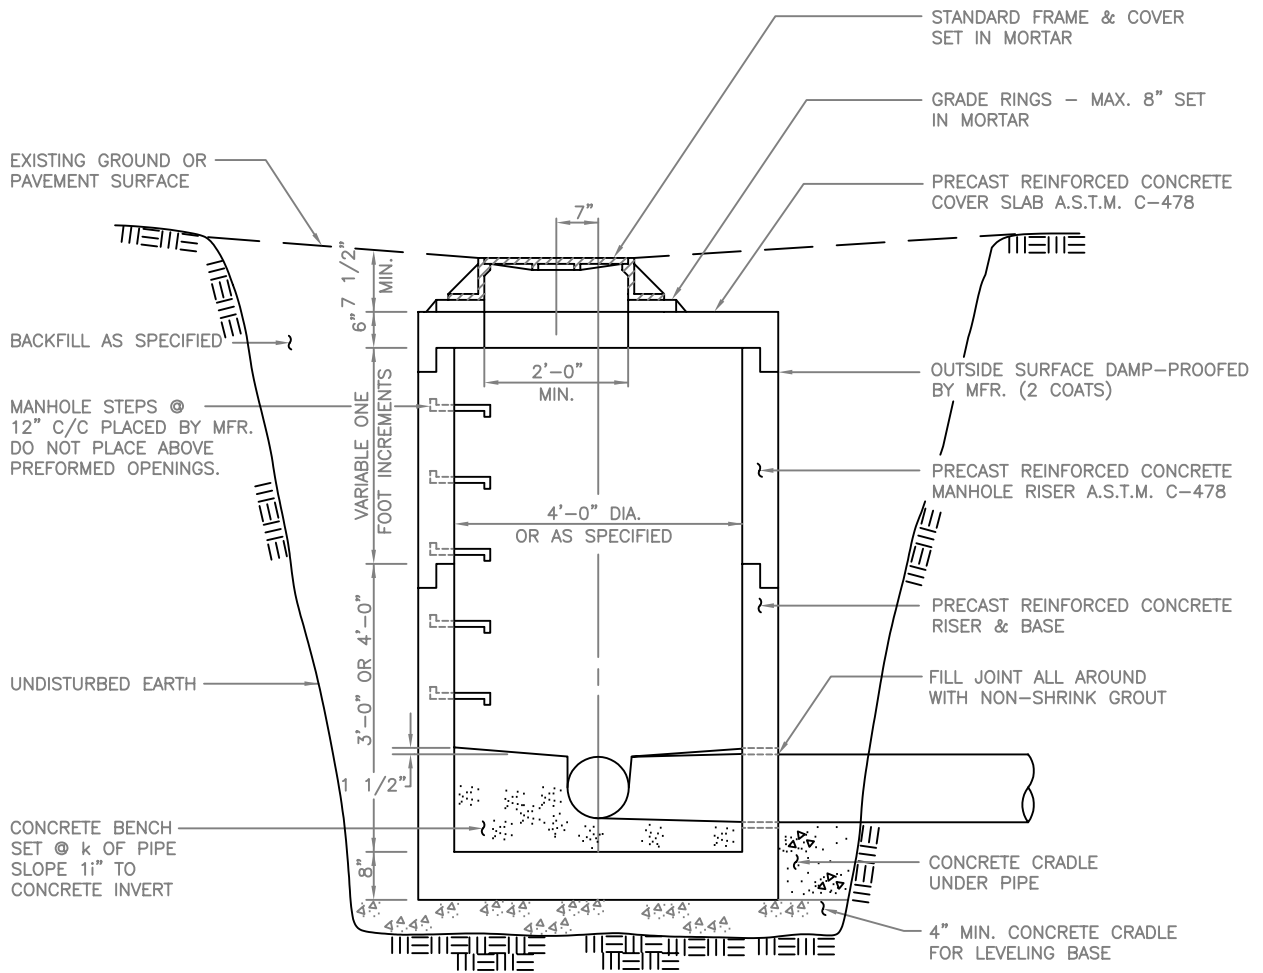 STANDARD FRAME & COVER
SET IN MORTAR
GRADE RINGS – MAX. 8" SET
IN MORTAR
EXISTING GROUND OR
PAVEMENT SURFACE
PRECAST REINFORCED CONCRETE
COVER SLAB A.S.T.M. C–478
7"
7 1/2"
MIN.
6"
BACKFILL AS SPECIFIED
2'-0"
MIN.
OUTSIDE SURFACE DAMP–PROOFED
BY MFR. (2 COATS)
MANHOLE STEPS @
12" C/C PLACED BY MFR.
DO NOT PLACE ABOVE
PREFORMED OPENINGS.
VARIABLE ONE
FOOT INCREMENTS
PRECAST REINFORCED CONCRETE
MANHOLE RISER A.S.T.M. C–478
4'-0" DIA.
OR AS SPECIFIED
PRECAST REINFORCED CONCRETE
RISER & BASE
3'-0" OR 4'-0"
UNDISTURBED EARTH
FILL JOINT ALL AROUND
WITH NON–SHRINK GROUT
1 1/2"
CONCRETE BENCH
SET @ k OF PIPE
SLOPE 1i" TO
CONCRETE INVERT
8"
CONCRETE CRADLE
UNDER PIPE
4" MIN. CONCRETE CRADLE
FOR LEVELING BASE